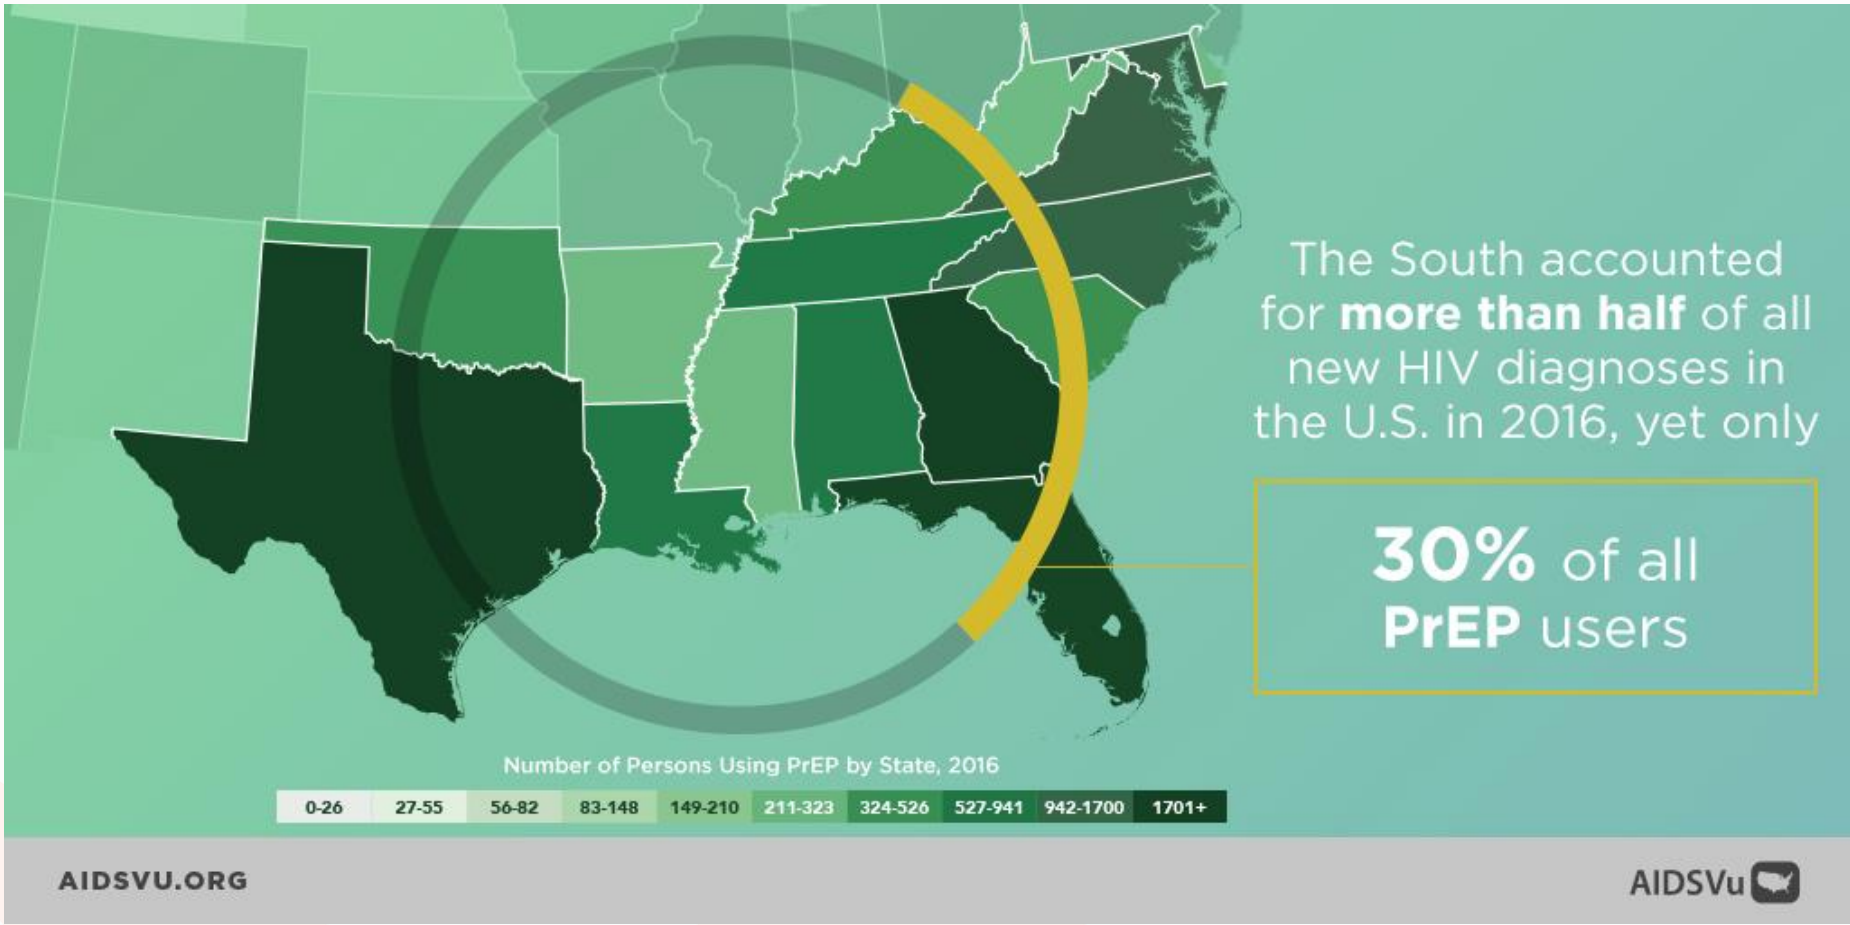 The South accounted
for more than half of all
new HIV diagnoses in
the U.S. in 2016, yet only
30% of all
PrEP users
Number of Persons Using PrEP by State, 2016
0-26 27-55 56-82 83-148 149-210 211-323 324-526 527-941 942-1700 1701+
AIDSVU.ORG
AIDSVu